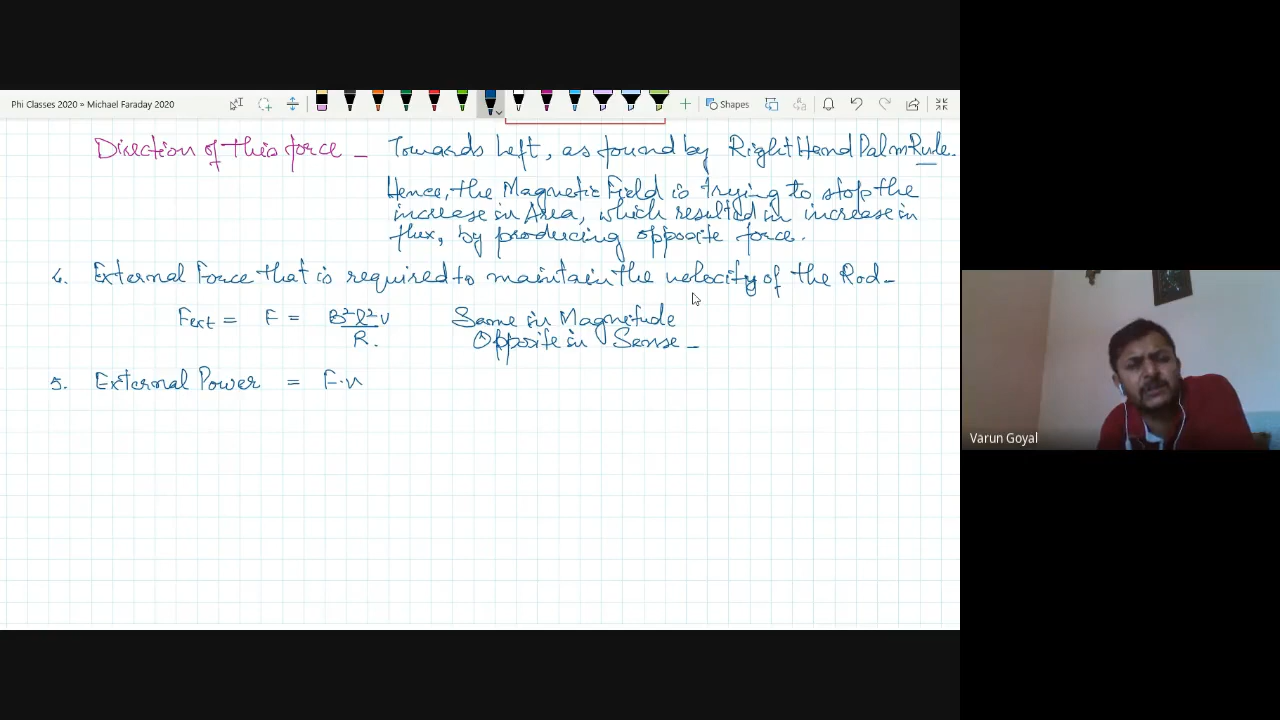 Phi Classes 2020 » Michael Faraday 2020
Shapes
Direction of this force – Towards Left, as found by Right Hand Palm Rule.
Hence, the Magnetic Field is trying to stop the
increase in Area, which resulted in increase in
flux, by producing opposite force.
4. External Force that is required to maintain the velocity of the Rod –
Fext = F = B²l²v Same in Magnitude
R. Opposite in Sense –
5. External Power = F.v
Varun Goyal